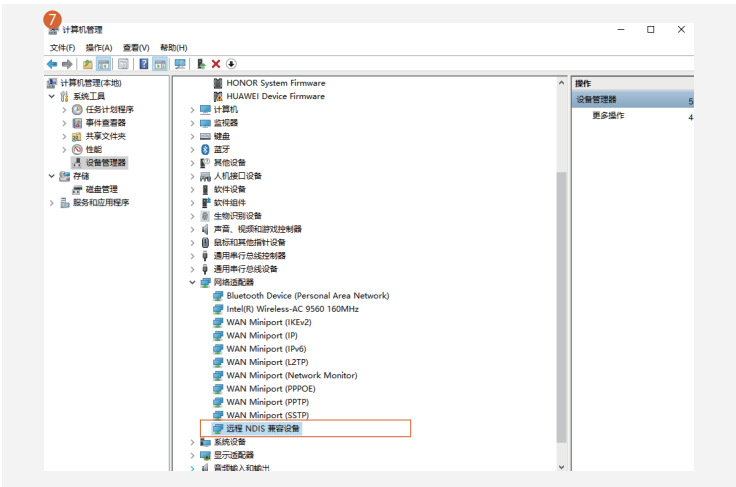 7
计算机管理
文件(F) 操作(A) 查看(V) 帮助(H)
计算机管理(本地)
系统工具
任务计划程序
事件查看器
共享文件夹
性能
设备管理器
存储
磁盘管理
服务和应用程序
HONOR System Firmware
HUAWEI Device Firmware
计算机
监视器
键盘
蓝牙
其他设备
人机接口设备
软件设备
软件组件
生物识别设备
声音、视频和游戏控制器
鼠标和其他指针设备
通用串行总线控制器
通用串行总线设备
网络适配器
Bluetooth Device (Personal Area Network)
Intel(R) Wireless-AC 9560 160MHz
WAN Miniport (IKEv2)
WAN Miniport (IP)
WAN Miniport (IPv6)
WAN Miniport (L2TP)
WAN Miniport (Network Monitor)
WAN Miniport (PPPOE)
WAN Miniport (PPTP)
WAN Miniport (SSTP)
远程 NDIS 兼容设备
系统设备
显示适配器
音频输入和输出
操作
设备管理器
更多操作